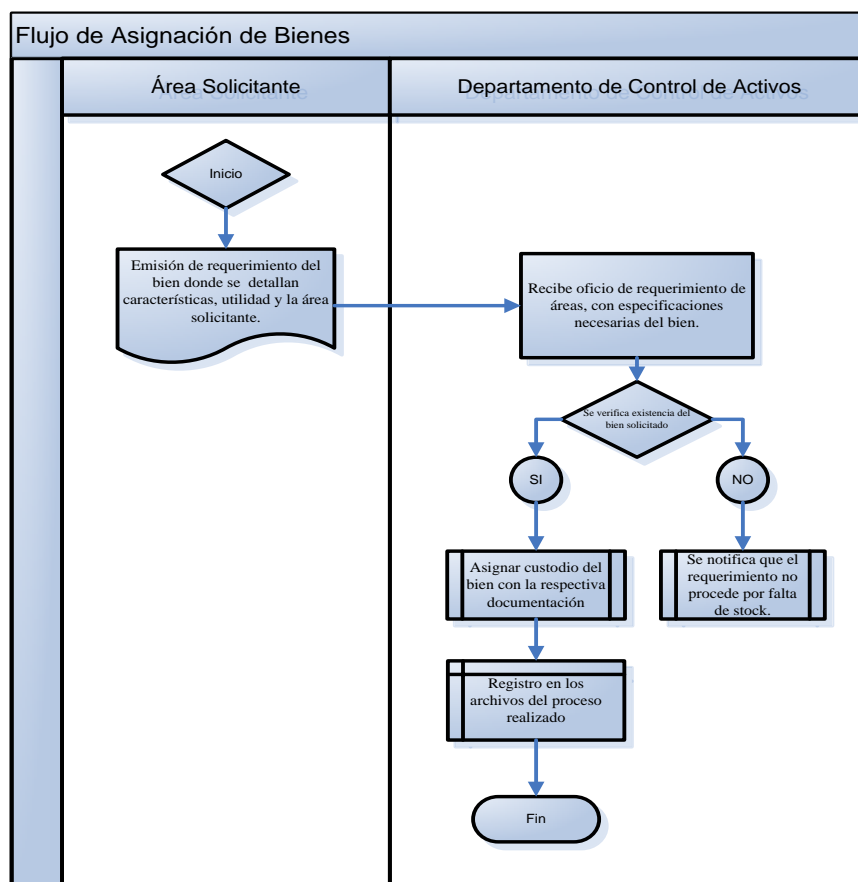 Flujo de Asignación de Bienes
Área Solicitante
Departamento de Control de Activos
Inicio
Emisión de requerimiento del
bien donde se detallan
características, utilidad y la área
solicitante.
Recibe oficio de requerimiento de
áreas, con especificaciones
necesarias del bien.
Se verifica existencia del
bien solicitado
SI
NO
Asignar custodio del
bien con la respectiva
documentación
Se notifica que el
requerimiento no
procede por falta
de stock.
Registro en los
archivos del proceso
realizado
Fin